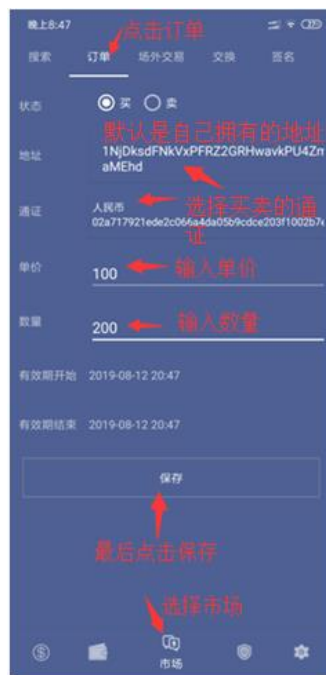 晚上8:47
点击订单
搜索 订单 场外交易 交换 签名
状态 买 卖
默认是自己拥有的地址
地址 1NjDksdFNkVxPFRZ2GRHwavkPU4Zm
aMEhd
通证 人民币 选择买卖的通
02a717921ede2c066a4da05b9cdce203f1002b7e
证
单价 100 输入单价
数量 200 输入数量
有效期开始 2019-08-12 20:47
有效期结束 2019-08-12 20:47
保存
最后点击保存
选择市场
市场